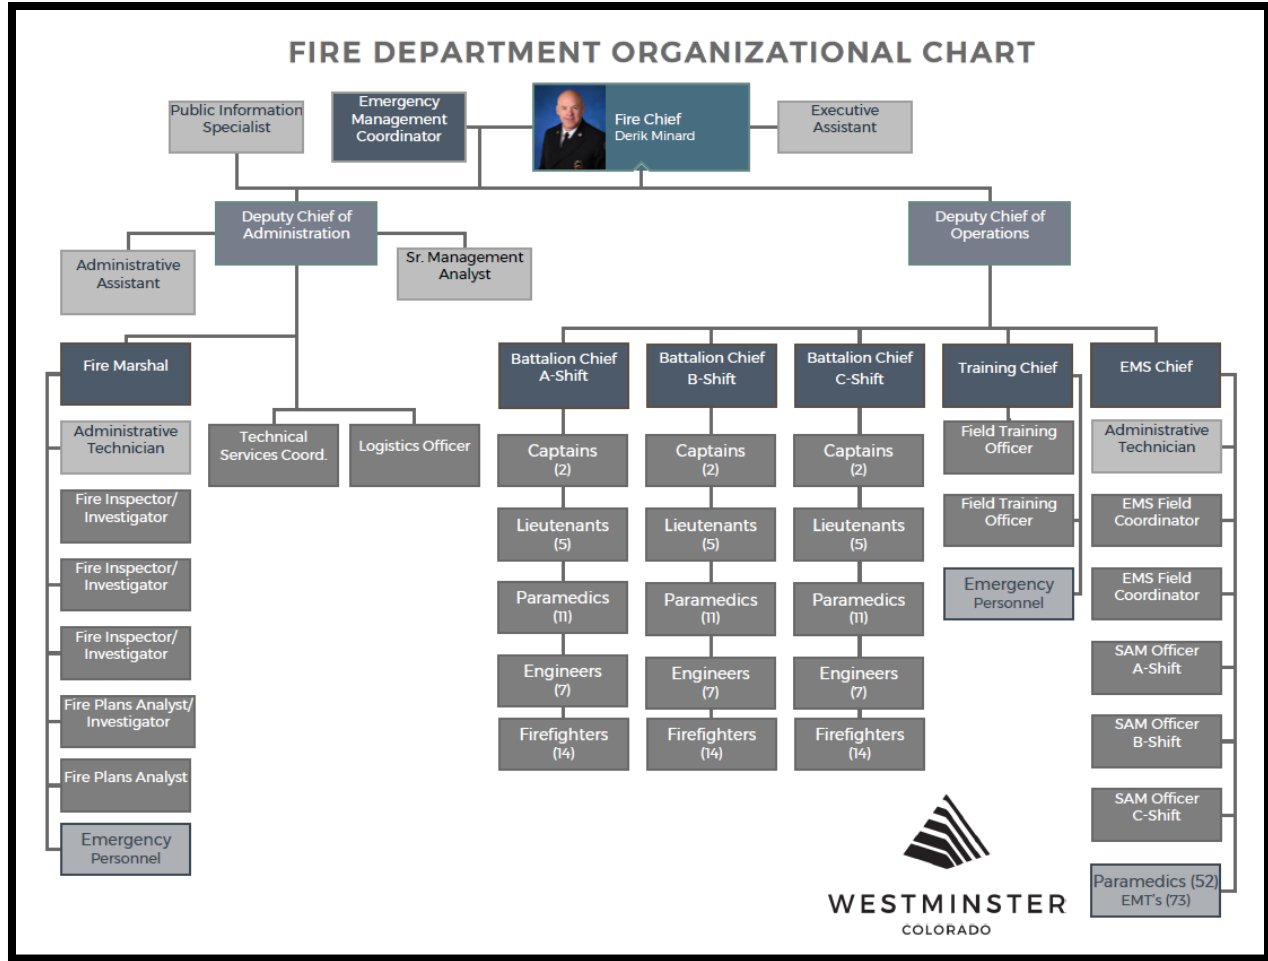 FIRE DEPARTMENT ORGANIZATIONAL CHART
Public Information
Specialist
Emergency
Management
Coordinator
Fire Chief
Derik Minard
Executive
Assistant
Deputy Chief of
Administration
Deputy Chief of
Operations
Administrative
Assistant
Sr. Management
Analyst
Fire Marshal
Administrative
Technician
Fire Inspector/
Investigator
Fire Inspector/
Investigator
Fire Inspector/
Investigator
Fire Plans Analyst/
Investigator
Fire Plans Analyst
Emergency
Personnel
Technical
Services Coord.
Logistics Officer
Battalion Chief
A-Shift
Captains
(2)
Lieutenants
(5)
Paramedics
(11)
Engineers
(7)
Firefighters
(14)
Battalion Chief
B-Shift
Captains
(2)
Lieutenants
(5)
Paramedics
(11)
Engineers
(7)
Firefighters
(14)
Battalion Chief
C-Shift
Captains
(2)
Lieutenants
(5)
Paramedics
(11)
Engineers
(7)
Firefighters
(14)
Training Chief
Field Training
Officer
Field Training
Officer
Emergency
Personnel
EMS Chief
Administrative
Technician
EMS Field
Coordinator
EMS Field
Coordinator
SAM Officer
A-Shift
SAM Officer
B-Shift
SAM Officer
C-Shift
Paramedics (52)
EMT's (73)
WESTMINSTER
COLORADO